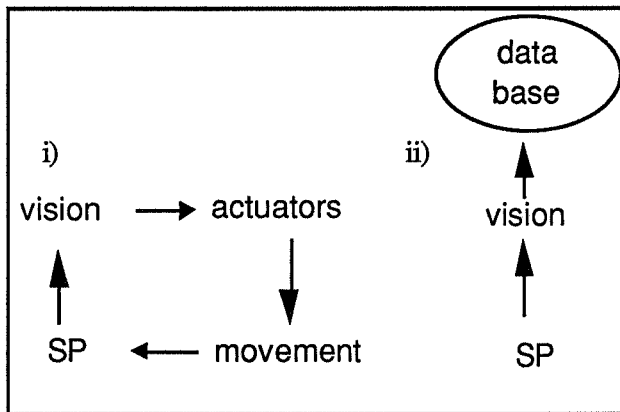 i)
vision
actuators
SP
movement
ii)
data
base
vision
SP